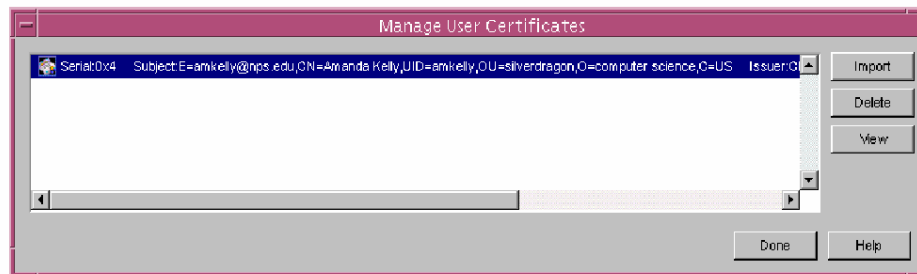 Manage User Certificates
Serial:0x4 Subject:E=amkelly@nps.edu,CN=Amanda Kelly,UID=amkelly,OU=silverdragon,O=computer science,C=US Issuer:C
Import
Delete
View
Done
Help